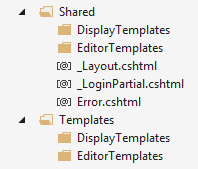 Shared
DisplayTemplates
EditorTemplates
_Layout.cshtml
_LoginPartial.cshtml
Error.cshtml
Templates
DisplayTemplates
EditorTemplates